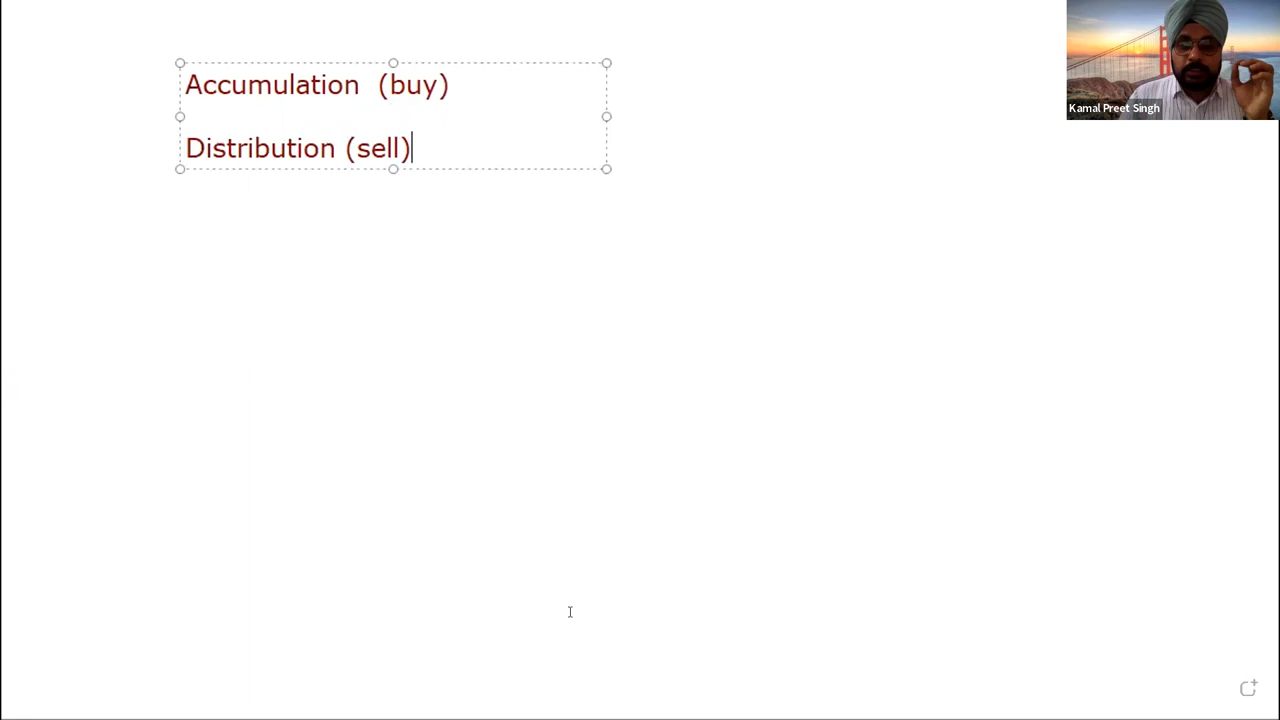 Accumulation  (buy)
Distribution (sell)
Kamal Preet Singh